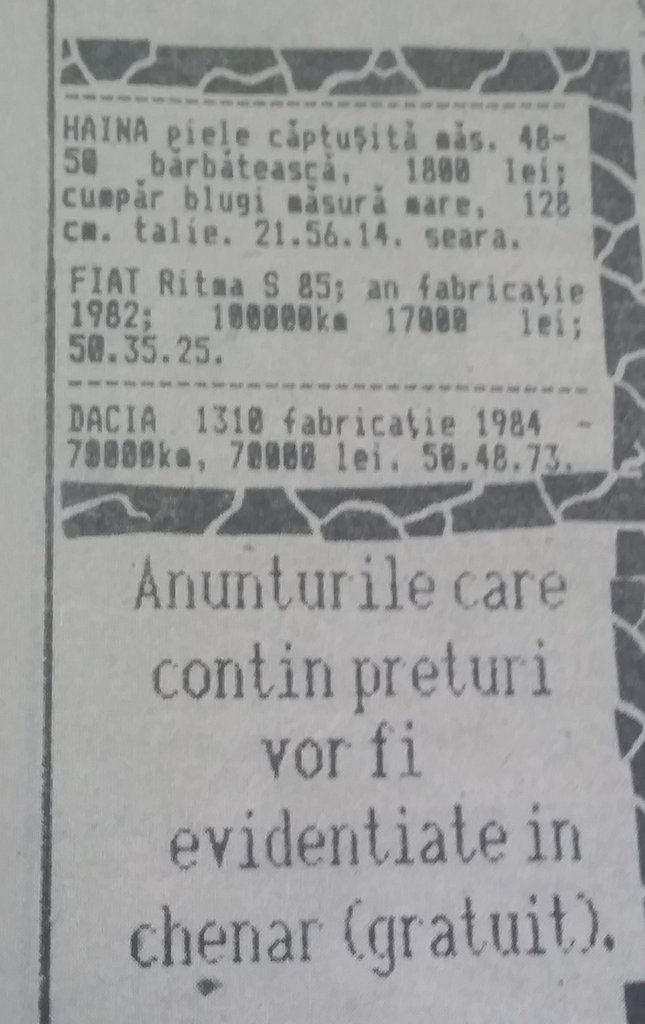 HAINA piele căptuşită măs. 48-
50 bărbătească, 1800 lei;
cumpăr blugi măsură mare, 128
cm. talie. 21.56.14. seara.
FIAT Ritma S 85; an fabricaţie
1982; 100000km 17000 lei;
50.35.25.
DACIA 1310 fabricaţie 1984 -
70000km, 70000 lei. 50.48.73.
Anunturile care
contin preturi
vor fi
evidentiate in
chenar (gratuit).